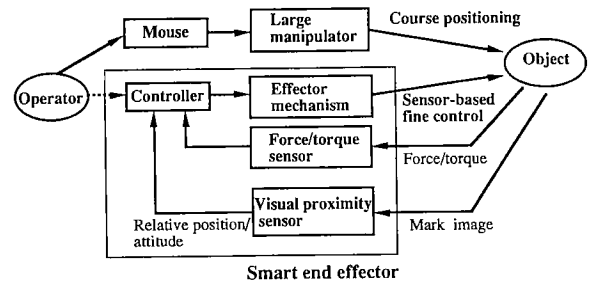 Large
manipulator
Course positioning
Mouse
Object
Operator
Controller
Effector
mechanism
Sensor-based
fine control
Force/torque
sensor
Force/torque
Visual proximity
sensor
Relative position/
attitude
Mark image
Smart end effector